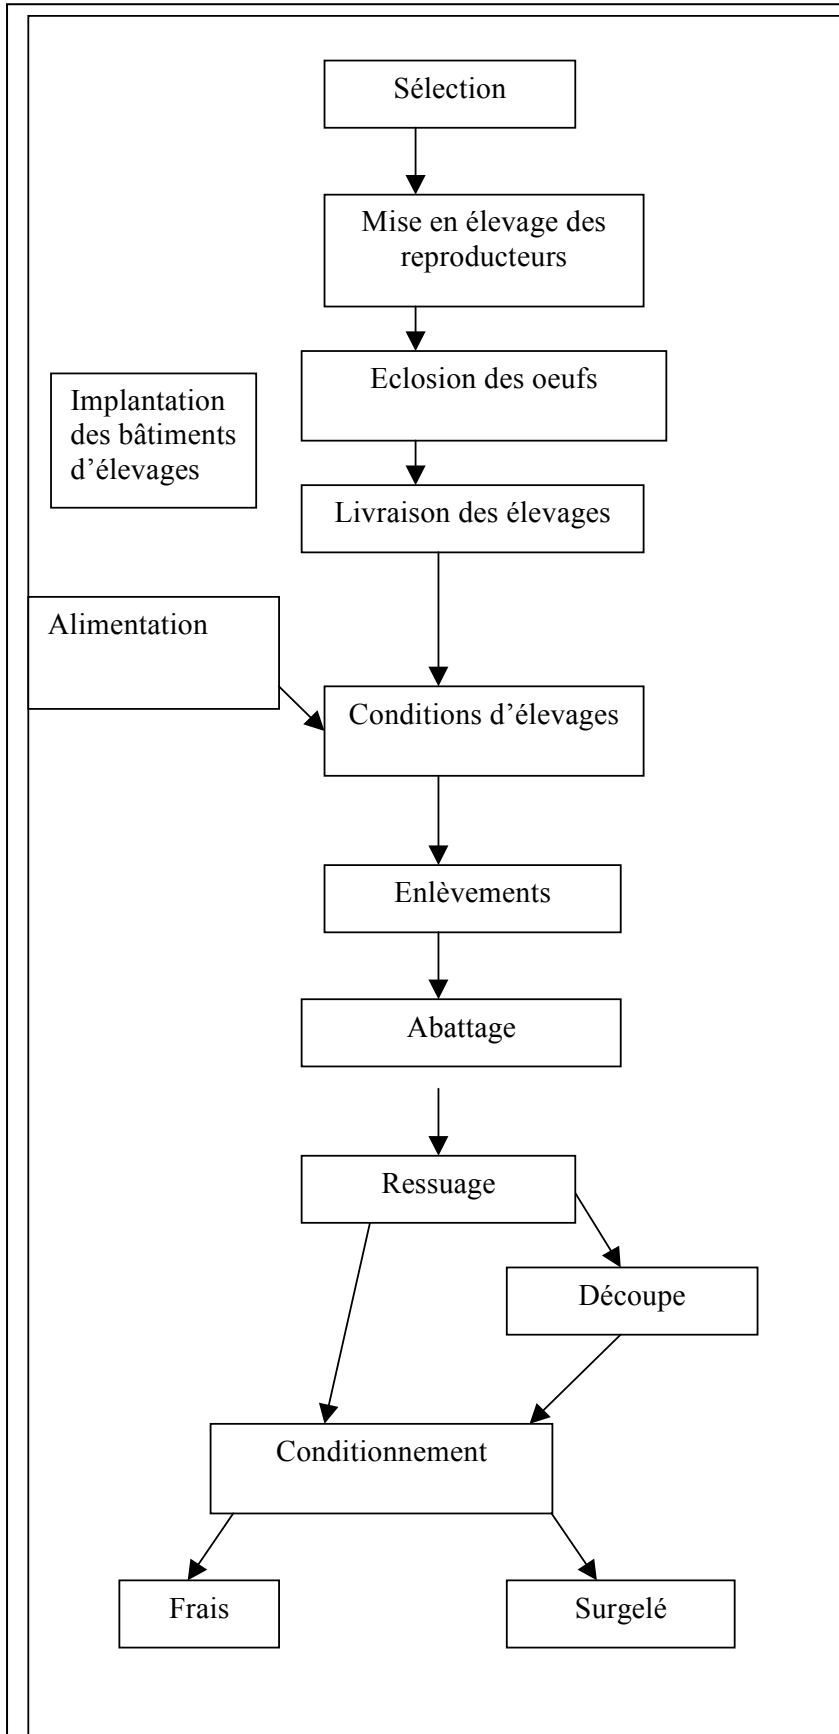 Sélection
Mise en élevage des
reproducteurs
Eclosion des oeufs
Implantation
des bâtiments
d’élevages
Livraison des élevages
Alimentation
Conditions d’élevages
Enlèvements
Abattage
Ressuage
Découpe
Conditionnement
Frais
Surgelé